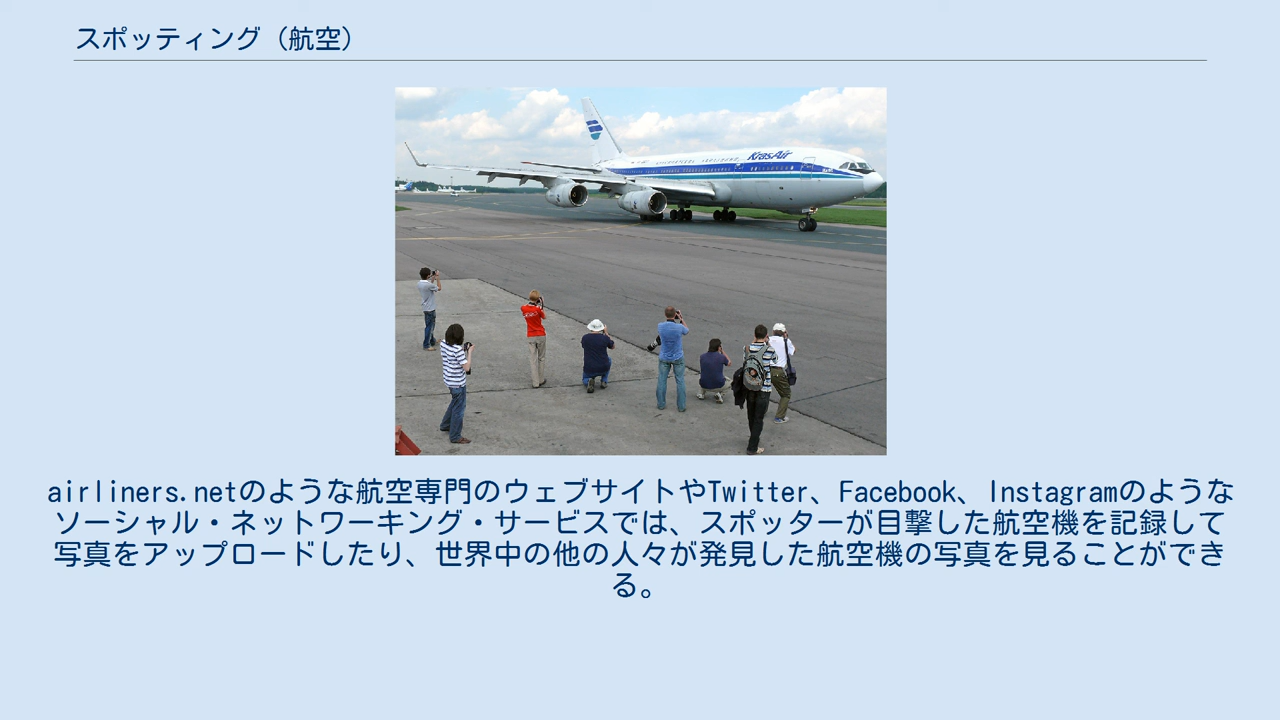 スポッティング（航空）
KrasAir
airliners.netのような航空専門のウェブサイトやTwitter、Facebook、Instagramのような
ソーシャル・ネットワーキング・サービスでは、スポッターが目撃した航空機を記録して
写真をアップロードしたり、世界中の他の人々が発見した航空機の写真を見ることができ
る。